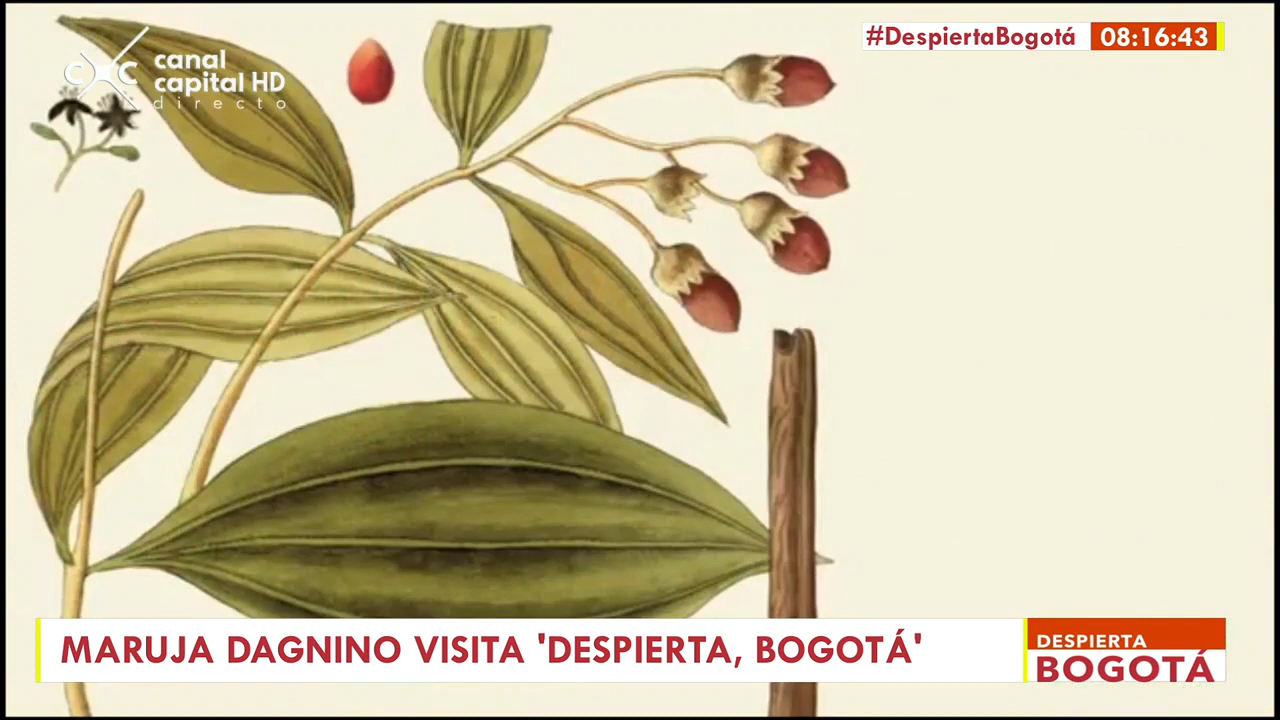 canal
capital HD
directo
#DespiertaBogotá
08:16:43
MARUJA DAGNINO VISITA 'DESPIERTA, BOGOTÁ'
DESPIERTA
BOGOTÁ